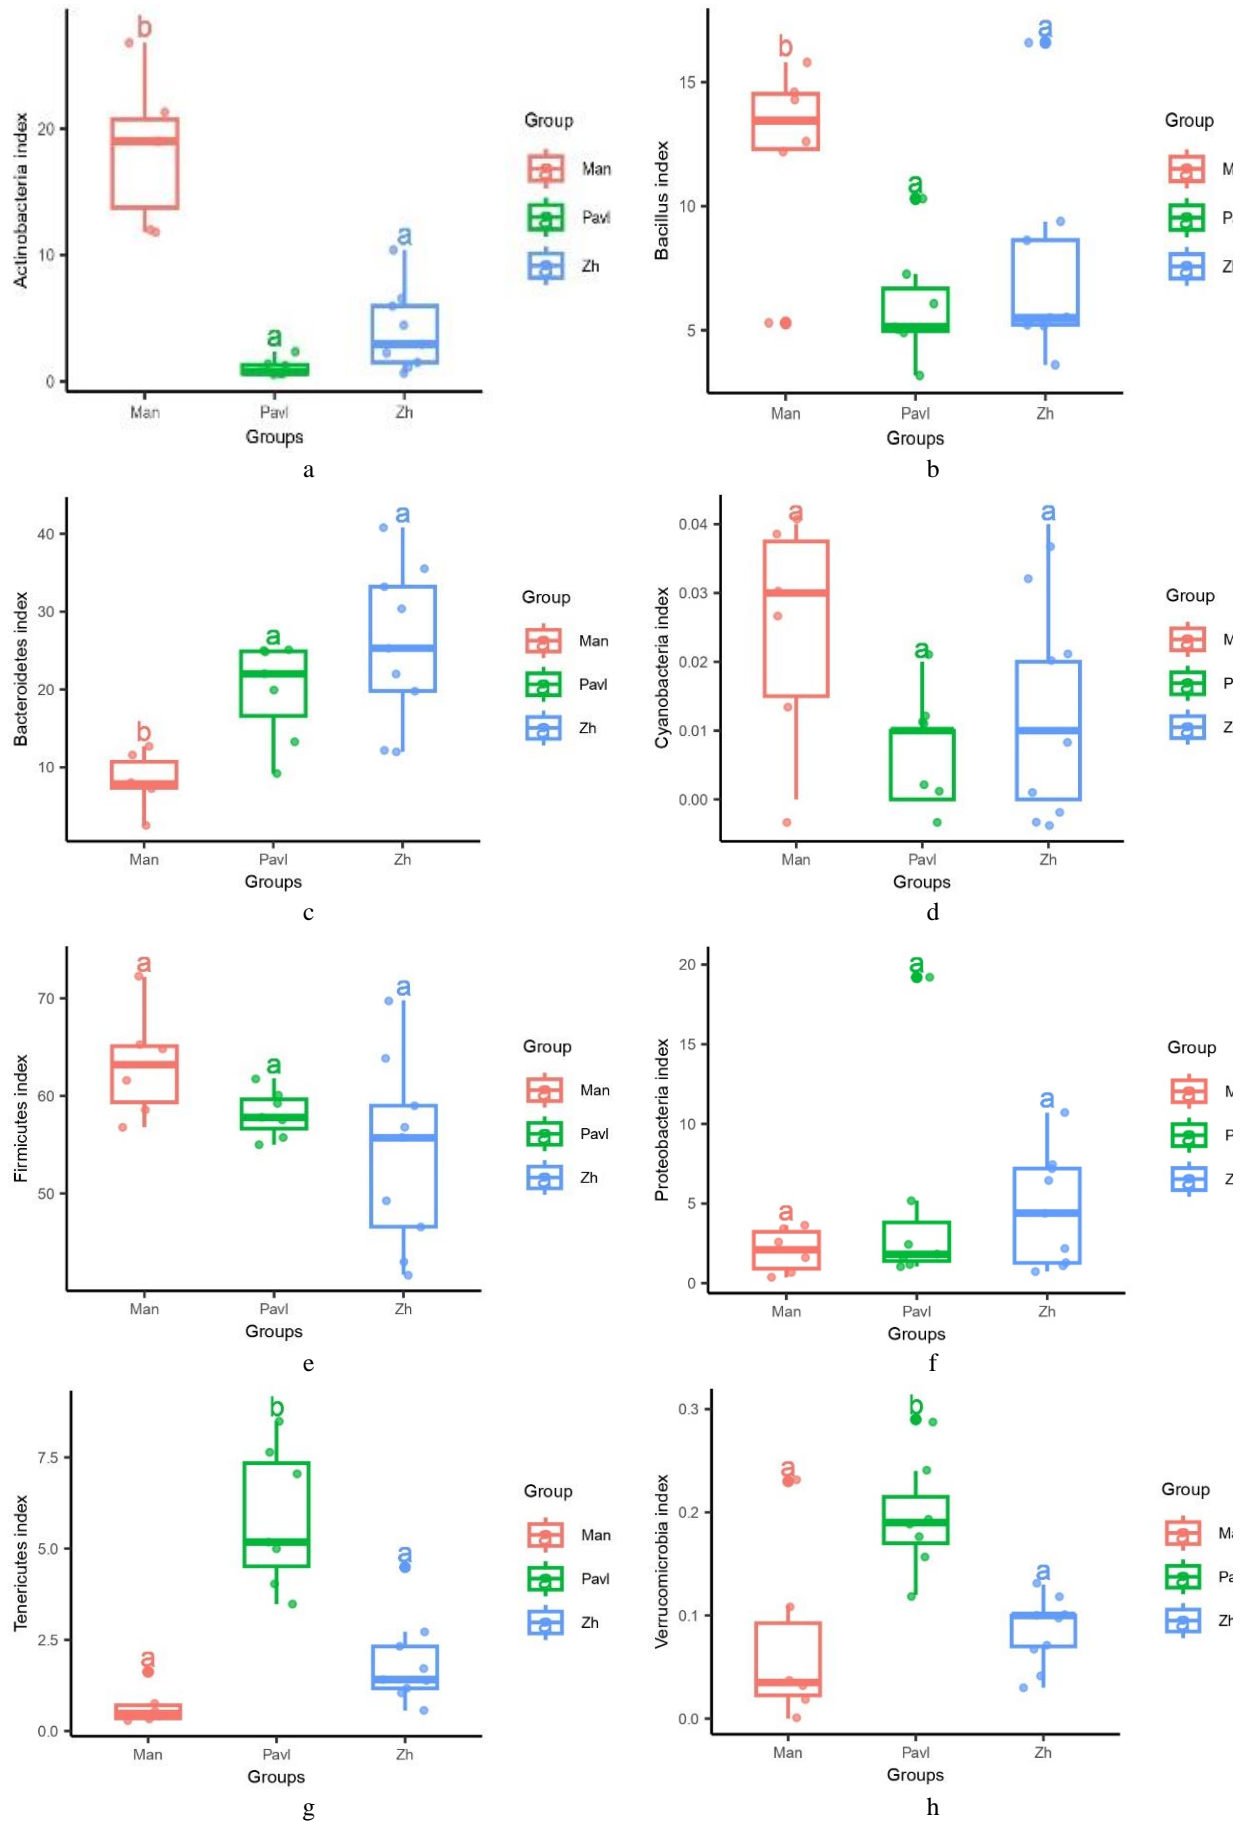 b
20
10
0
Actinobacteria index
a
a
Man
Pavl
Zh
Groups
Group
a Man
a Pavl
a Zh
a
b
a
a
15
10
5
Bacillus index
Man
Pavl
Zh
Groups
Group
a M
a P
a Z
b
b
a
a
40
30
20
10
Bacteroidetes index
Man
Pavl
Zh
Groups
Group
a Man
a Pavl
a Zh
c
a
a
a
0.04
0.03
0.02
0.01
0.00
Cyanobacteria index
Man
Pavl
Zh
Groups
Group
a M
a P
a Z
d
a
a
a
70
60
50
Firmicutes index
Man
Pavl
Zh
Groups
Group
a Man
a Pavl
a Zh
e
a
a
a
20
15
10
5
0
Proteobacteria index
Man
Pavl
Zh
Groups
Group
a M
a P
a Z
f
a
b
a
7.5
5.0
2.5
0.0
Tenericutes index
Man
Pavl
Zh
Groups
Group
a Man
a Pavl
a Zh
g
a
b
a
0.3
0.2
0.1
0.0
Verrucomicrobia index
Man
Pavl
Zh
Groups
Group
a Ma
a Pa
a Zh
h